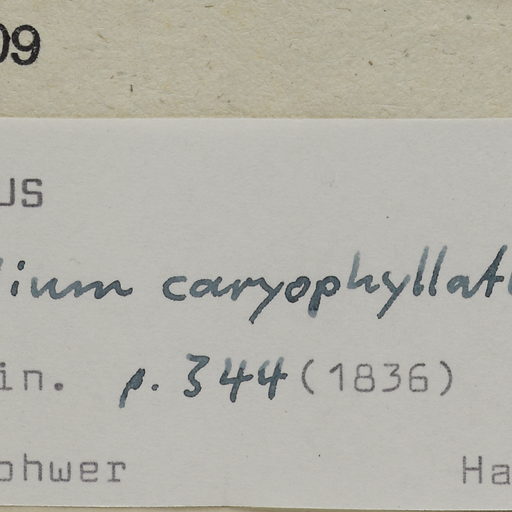 09
US
lium caryophyllat
in. p. 344 (1836)
ohwer Ha